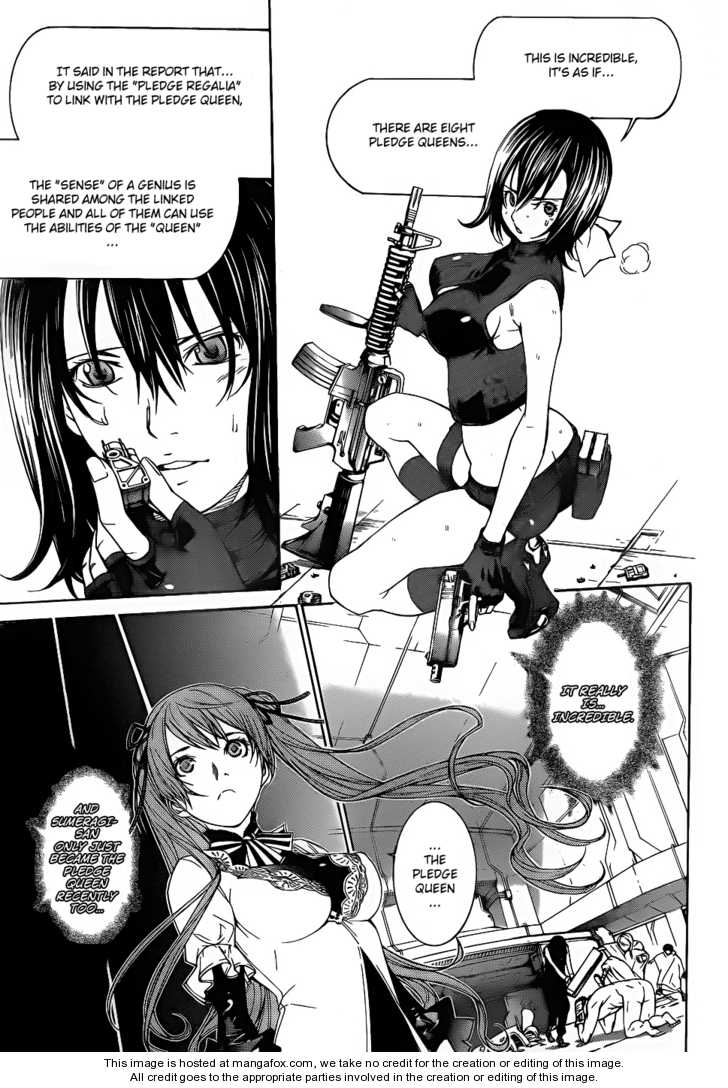 THIS IS INCREDIBLE,
IT'S AS IF...
THERE ARE EIGHT
PLEDGE QUEENS...
IT SAID IN THE REPORT THAT...
BY USING THE "PLEDGE REGALIA"
TO LINK WITH THE PLEDGE QUEEN,
THE "SENSE" OF A GENIUS IS
SHARED AMONG THE LINKED
PEOPLE AND ALL OF THEM CAN USE
THE ABILITIES OF THE "QUEEN"
...
IT REALLY
IS...
INCREDIBLE.
...
THE
PLEDGE
QUEEN
...
AND
SUMERAGI-
SAN
ONLY JUST
BECAME THE
PLEDGE
QUEEN
RECENTLY
TOO...
This image is hosted at mangafox.com, we take no credit for the creation or editing of this image.
All credit goes to the appropriate parties involved in the creation or editing of this image.